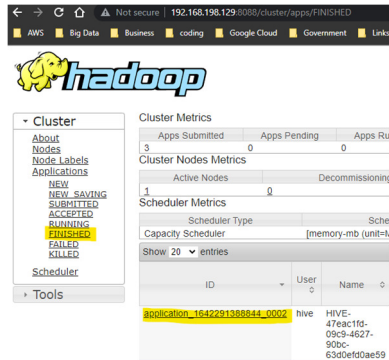 Not secure | 192.168.198.129:8088/cluster/apps/FINISHED
AWS Big Data Business coding Google Cloud Government Links
hadoop
Cluster
About
Nodes
Node Labels
Applications
NEW
NEW_SAVING
SUBMITTED
ACCEPTED
RUNNING
FINISHED
FAILED
KILLED
Scheduler
Tools
Cluster Metrics
Apps Submitted Apps Pending Apps Ru
3 0 0
Cluster Nodes Metrics
Active Nodes Decommissioning
1 0
Scheduler Metrics
Scheduler Type Sche
Capacity Scheduler [memory-mb (unit=M
Show 20 entries
ID User Name
application_1642291388844_0002 hive HIVE-
47eac1fd-
09c9-4627-
90bc-
63d0efd0ae59